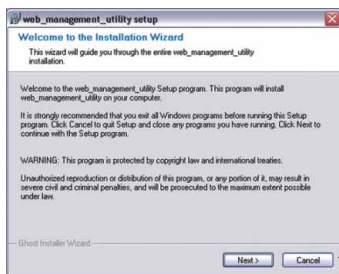 web_management_utility setup
Welcome to the Installation Wizard
This wizard will guide you through the entire web_management_utility
installation.
Welcome to the web_management_utility Setup program. This program will install
web_management_utility on your computer.
It is strongly recommended that you exit all Windows programs before running this Setup
program. Click Cancel to quit Setup and close any programs you have running. Click Next to
continue with the Setup program.
WARNING: This program is protected by copyright law and international treaties.
Unauthorized reproduction or distribution of this program, or any portion of it, may result in
severe civil and criminal penalties, and will be prosecuted to the maximum extent possible
under law.
Ghost Installer Wizard
Next > Cancel